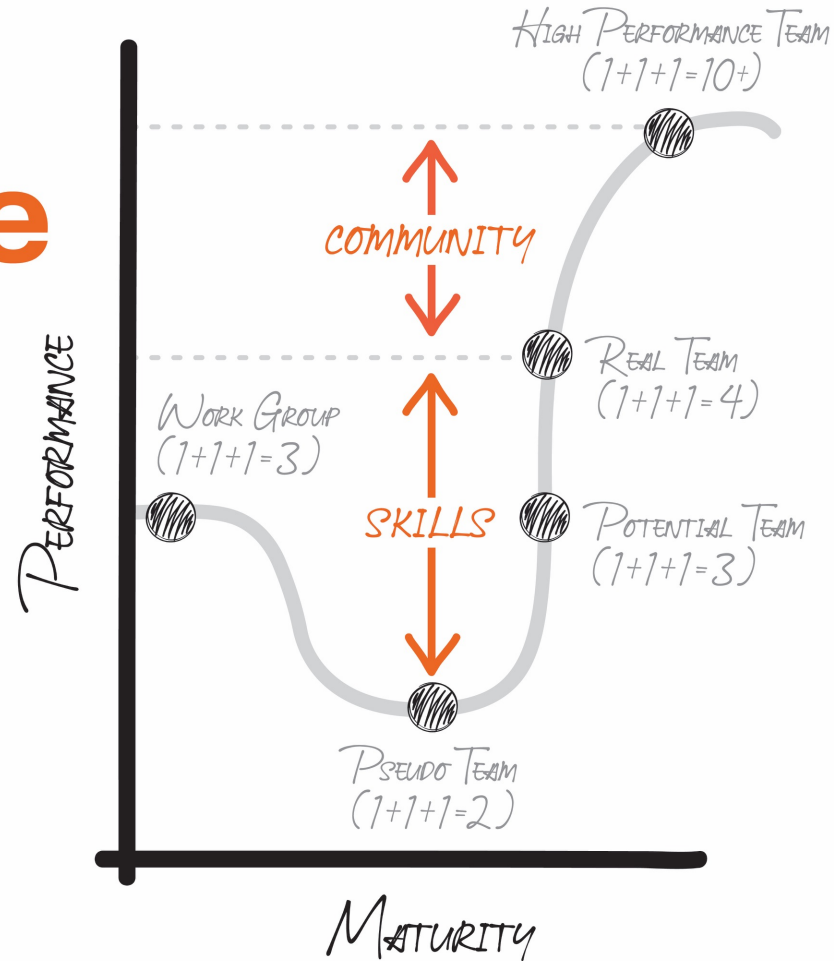 High Performance Team
(1+1+1=10+)
e
Community
Performance
Real Team
(1+1+1=4)
Work Group
(1+1+1=3)
Skills
Potential Team
(1+1+1=3)
Pseudo Team
(1+1+1=2)
Maturity